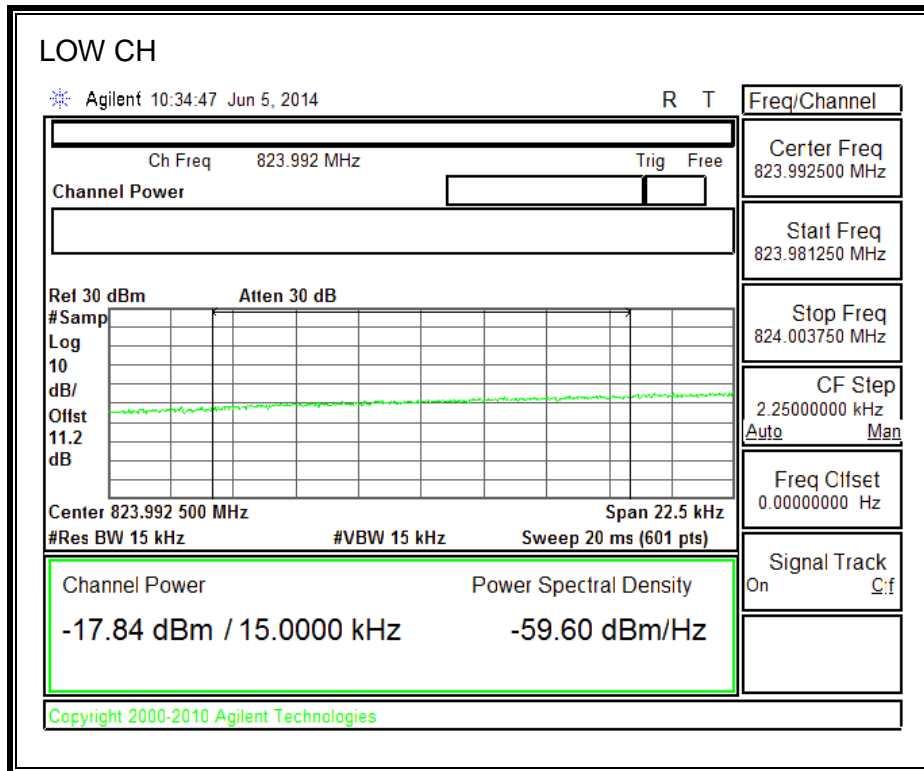 LOW CH
Agilent 10:34:47 Jun 5, 2014 R T
Freq/Channel
Ch Freq 823.992 MHz Trig Free
Channel Power
Center Freq
823.992500 MHz
Start Freq
823.981250 MHz
Stop Freq
824.003750 MHz
CF Step
2.25000000 kHz
Auto Man
Freq Offset
0.00000000 Hz
Signal Track
On Off
Ref 30 dBm Atten 30 dB
#Samp
Log
10
dB/
Offst
11.2
dB
Center 823.992 500 MHz Span 22.5 kHz
#Res BW 15 kHz #VBW 15 kHz Sweep 20 ms (601 pts)
Channel Power Power Spectral Density
-17.84 dBm / 15.0000 kHz -59.60 dBm/Hz
Copyright 2000-2010 Agilent Technologies